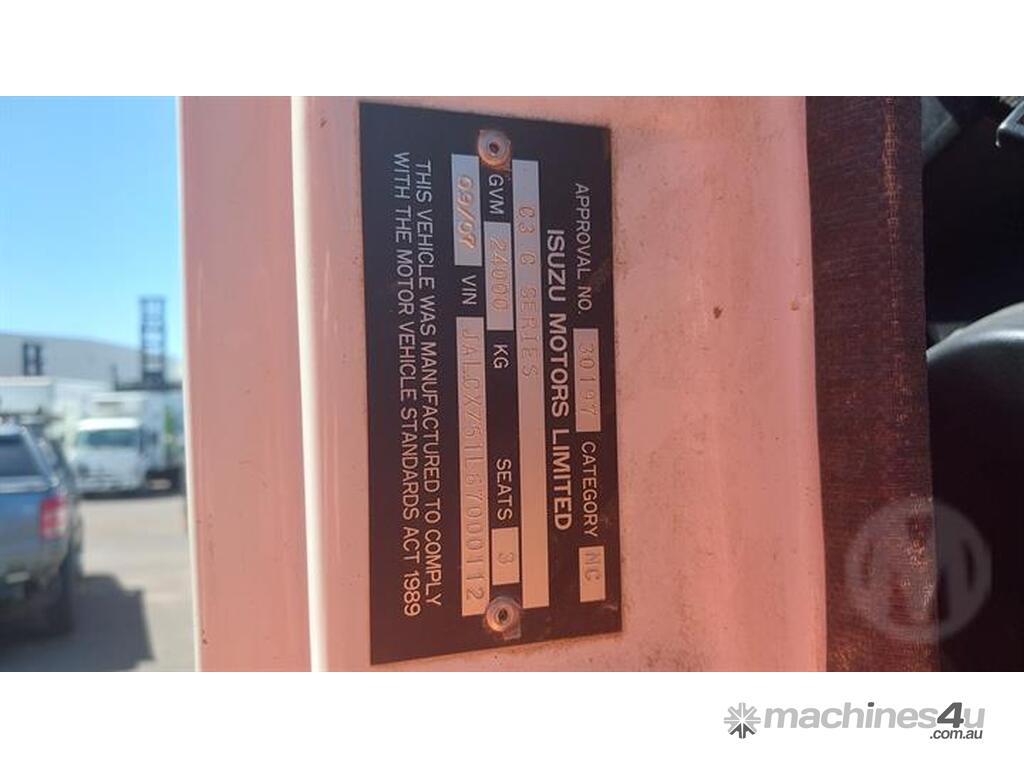 APPROVAL NO. 30197 CATEGORY NC
ISUZU MOTORS LIMITED
C3 C SERIES
GVM 24000 KG SEATS 3
09/07 VIN
THIS VEHICLE WAS MANUFACTURED TO COMPLY
WITH THE MOTOR VEHICLE STANDARDS ACT 1989
machines4u
.com.au